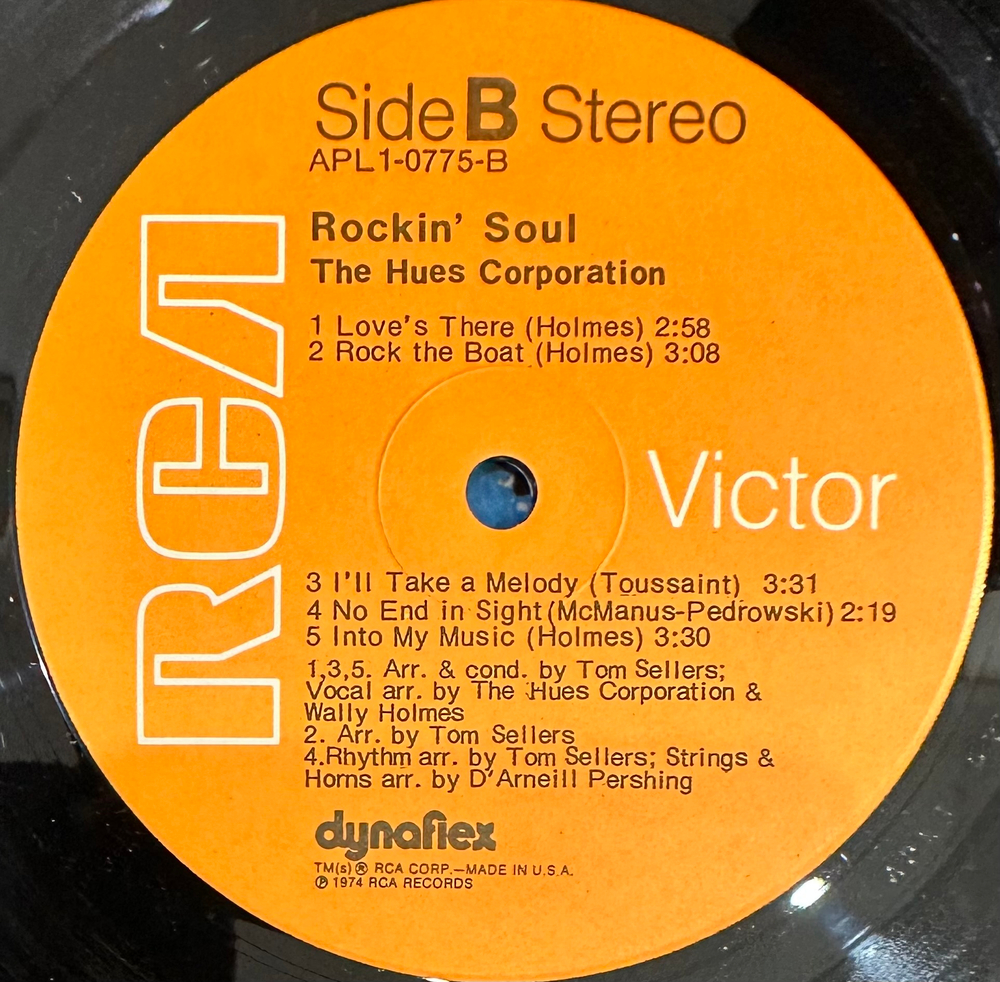 Side B Stereo
APL1-0775-B
Rockin' Soul
The Hues Corporation
1 Love's There (Holmes) 2:58
2 Rock the Boat (Holmes) 3:08
RCA
Victor
3 I'll Take a Melody (Toussaint) 3:31
4 No End in Sight (McManus-Pedrowski) 2:19
5 Into My Music (Holmes) 3:30
1,3,5. Arr. & cond. by Tom Sellers;
Vocal arr. by The Hues Corporation &
Wally Holmes
2. Arr. by Tom Sellers
4.Rhythm arr. by Tom Sellers; Strings &
Horns arr. by D'Arneill Pershing
dynaflex
TM(s) ® RCA CORP.—MADE IN U.S.A.
℗ 1974 RCA RECORDS